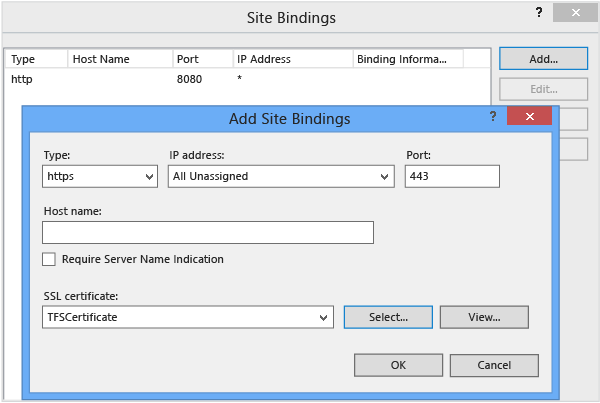 Site Bindings
? x
Type Host Name Port IP Address Binding Informa...
http 8080 *
Add...
Edit...
Add Site Bindings
? x
Type: IP address: Port:
https All Unassigned 443
Host name:
Require Server Name Indication
SSL certificate:
TFSCertificate Select... View...
OK Cancel